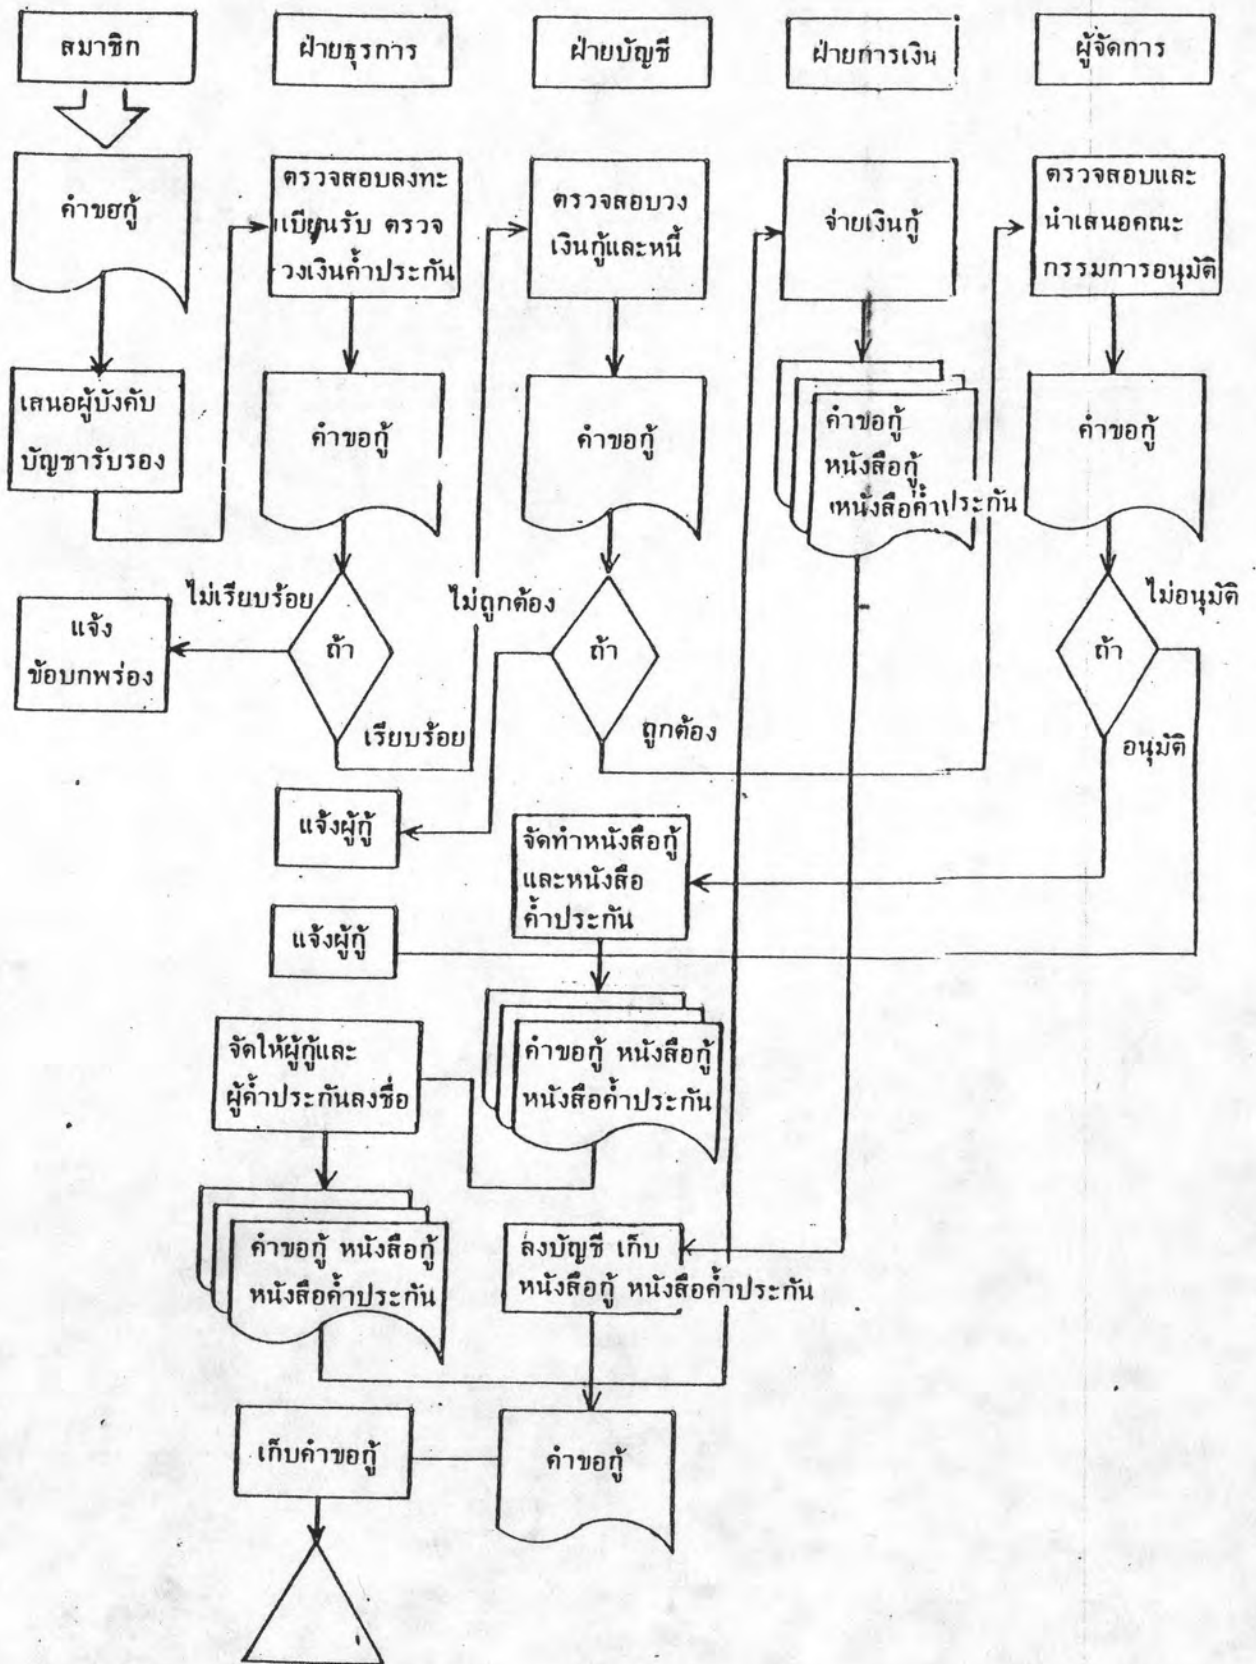 สมาชิก
ฝ่ายธุรการ
ฝ่ายบัญชี
ฝ่ายการเงิน
ผู้จัดการ
คำขอกู้
ตรวจสอบลงทะ
เบียนรับ ตรวจ
วงเงินค้ำประกัน
ตรวจสอบวง
เงินกู้และหนี้
จ่ายเงินกู้
ตรวจสอบและ
นำเสนอคณะ
กรรมการอนุมัติ
เสนอผู้บังคับ
บัญชารับรอง
คำขอกู้
คำขอกู้
คำขอกู้
หนังสือกู้
หนังสือค้ำประกัน
คำขอกู้
ไม่เรียบร้อย
ไม่ถูกต้อง
ไม่อนุมัติ
แจ้ง
ข้อบกพร่อง
ถ้า
ถ้า
ถ้า
เรียบร้อย
ถูกต้อง
อนุมัติ
แจ้งผู้กู้
จัดทำหนังสือกู้
และหนังสือ
ค้ำประกัน
แจ้งผู้กู้
จัดให้ผู้กู้และ
ผู้ค้ำประกันลงชื่อ
คำขอกู้ หนังสือกู้
หนังสือค้ำประกัน
คำขอกู้ หนังสือกู้
หนังสือค้ำประกัน
ลงบัญชี เก็บ
หนังสือกู้ หนังสือค้ำประกัน
เก็บคำขอกู้
คำขอกู้